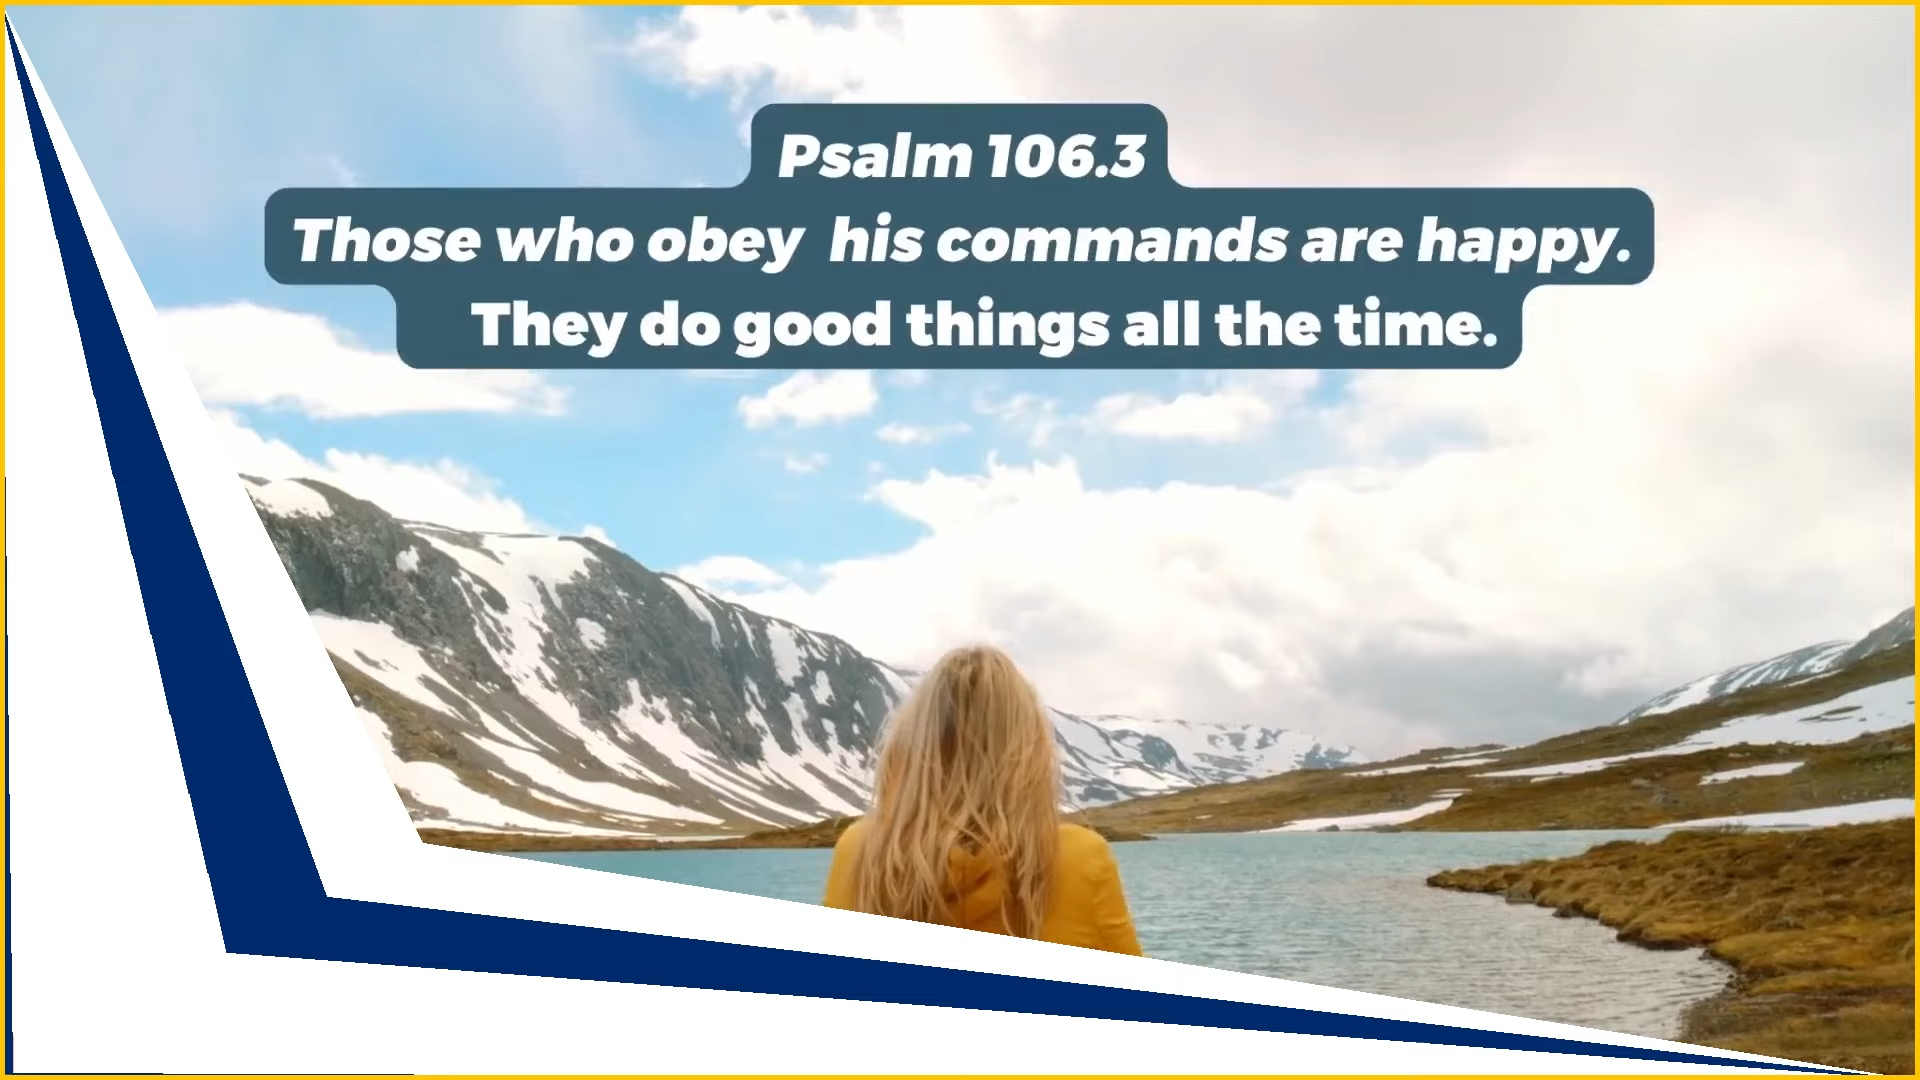 Psalm 106.3
Those who obey  his commands are happy.
They do good things all the time.